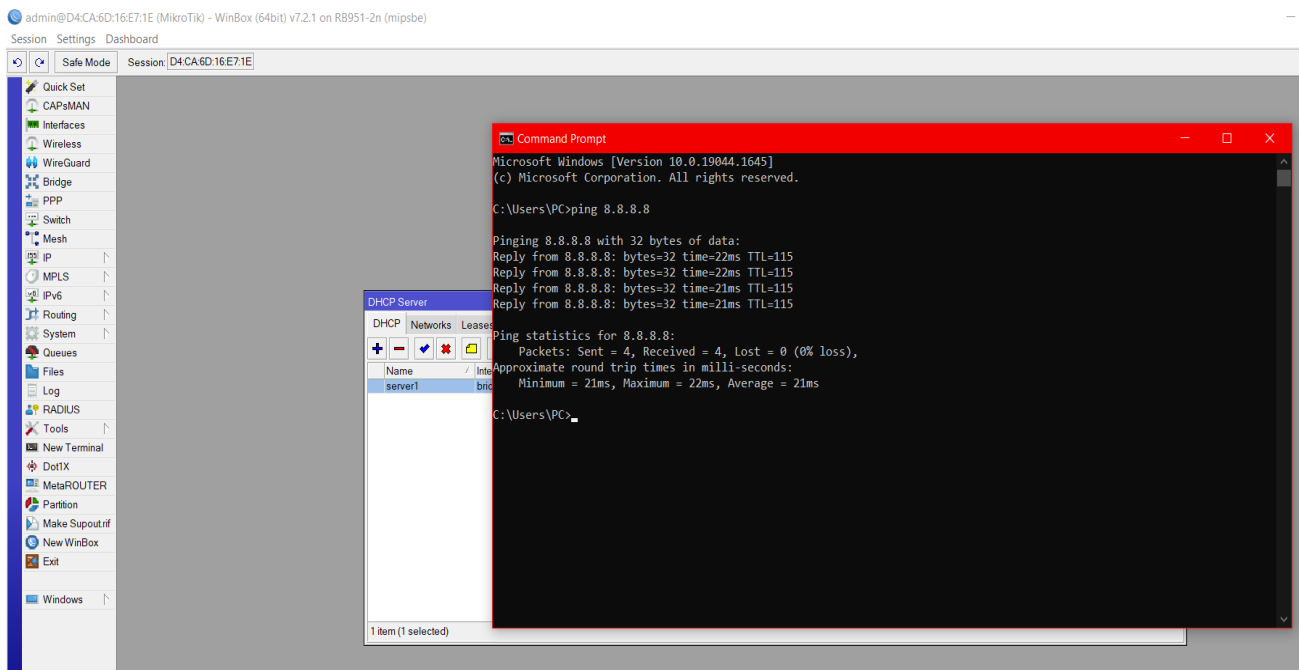 admin@D4:CA:6D:16:E7:1E (MikroTik) - WinBox (64bit) v7.2.1 on RB951-2n (mipsbe)
Session Settings Dashboard
Safe Mode Session: D4:CA:6D:16:E7:1E
Quick Set
CAPsMAN
Interfaces
Wireless
WireGuard
Bridge
PPP
Switch
Mesh
IP
MPLS
IPv6
Routing
System
Queues
Files
Log
RADIUS
Tools
New Terminal
Dot1X
MetaROUTER
Partition
Make Supout.rif
New WinBox
Exit
Windows
DHCP Server
DHCP Networks Leases
Name Inte
server1 bric
1 item (1 selected)
Command Prompt
Microsoft Windows [Version 10.0.19044.1645]
(c) Microsoft Corporation. All rights reserved.
C:\Users\PC>ping 8.8.8.8
Pinging 8.8.8.8 with 32 bytes of data:
Reply from 8.8.8.8: bytes=32 time=22ms TTL=115
Reply from 8.8.8.8: bytes=32 time=22ms TTL=115
Reply from 8.8.8.8: bytes=32 time=21ms TTL=115
Reply from 8.8.8.8: bytes=32 time=21ms TTL=115
Ping statistics for 8.8.8.8:
Packets: Sent = 4, Received = 4, Lost = 0 (0% loss),
Approximate round trip times in milli-seconds:
Minimum = 21ms, Maximum = 22ms, Average = 21ms
C:\Users\PC>